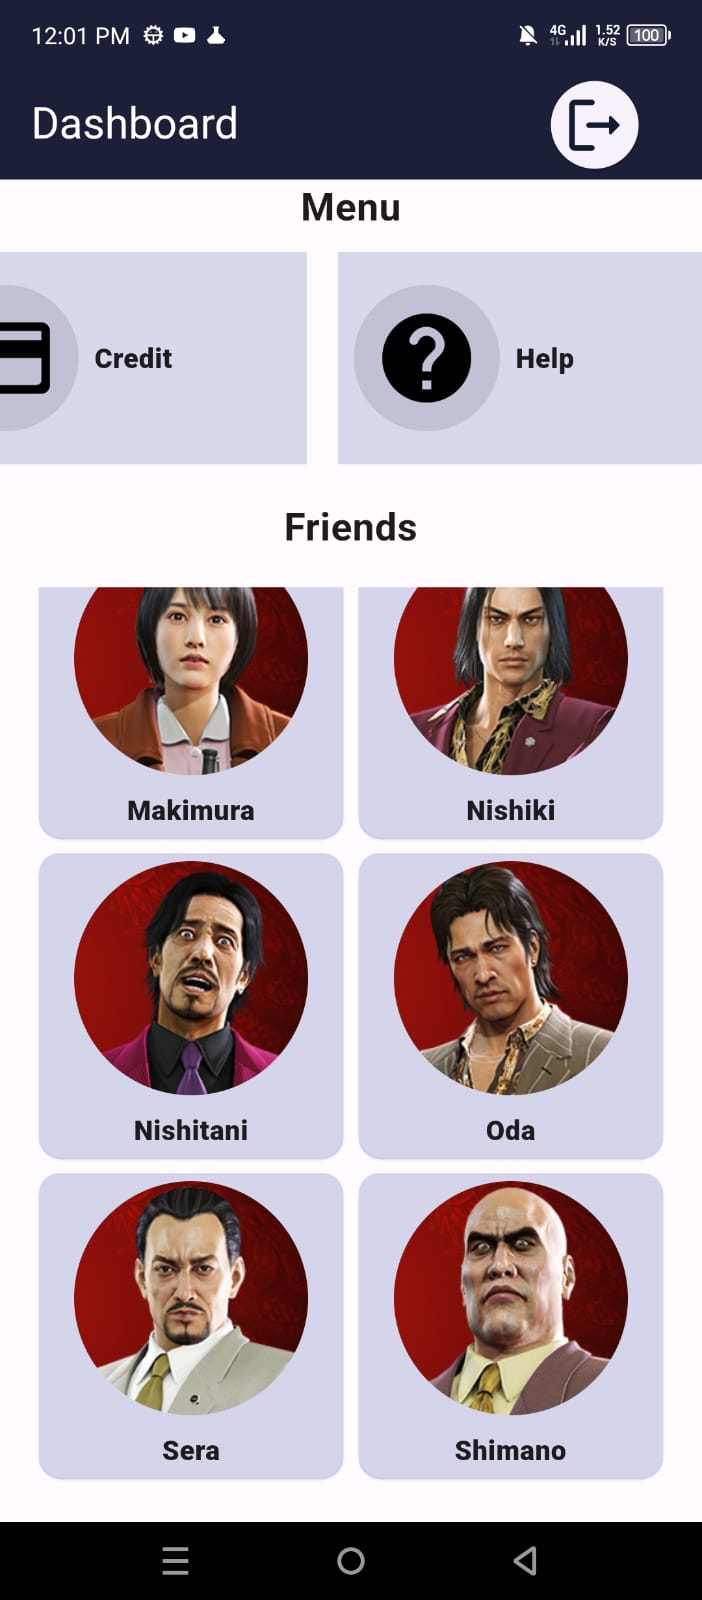 12:01 PM 4G 1.52 K/S 100
Dashboard
Menu
Credit Help
Friends
Makimura Nishiki
Nishitani Oda
Sera Shimano